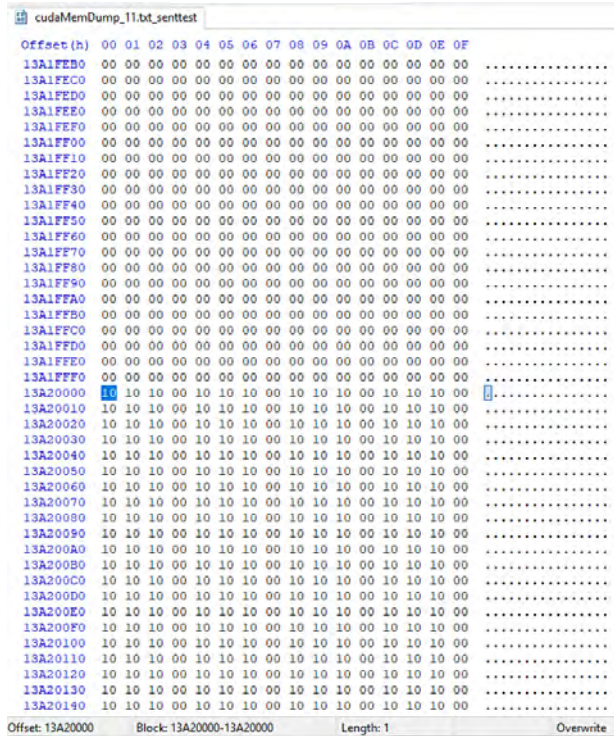 cudaMemDump_11.txt_senttest
Offset(h) 00 01 02 03 04 05 06 07 08 09 0A 0B 0C 0D 0E 0F
13A1FEB0 00 00 00 00 00 00 00 00 00 00 00 00 00 00 00 00 ................
13A1FEC0 00 00 00 00 00 00 00 00 00 00 00 00 00 00 00 00 ................
13A1FED0 00 00 00 00 00 00 00 00 00 00 00 00 00 00 00 00 ................
13A1FEE0 00 00 00 00 00 00 00 00 00 00 00 00 00 00 00 00 ................
13A1FEF0 00 00 00 00 00 00 00 00 00 00 00 00 00 00 00 00 ................
13A1FF00 00 00 00 00 00 00 00 00 00 00 00 00 00 00 00 00 ................
13A1FF10 00 00 00 00 00 00 00 00 00 00 00 00 00 00 00 00 ................
13A1FF20 00 00 00 00 00 00 00 00 00 00 00 00 00 00 00 00 ................
13A1FF30 00 00 00 00 00 00 00 00 00 00 00 00 00 00 00 00 ................
13A1FF40 00 00 00 00 00 00 00 00 00 00 00 00 00 00 00 00 ................
13A1FF50 00 00 00 00 00 00 00 00 00 00 00 00 00 00 00 00 ................
13A1FF60 00 00 00 00 00 00 00 00 00 00 00 00 00 00 00 00 ................
13A1FF70 00 00 00 00 00 00 00 00 00 00 00 00 00 00 00 00 ................
13A1FF80 00 00 00 00 00 00 00 00 00 00 00 00 00 00 00 00 ................
13A1FF90 00 00 00 00 00 00 00 00 00 00 00 00 00 00 00 00 ................
13A1FFA0 00 00 00 00 00 00 00 00 00 00 00 00 00 00 00 00 ................
13A1FFB0 00 00 00 00 00 00 00 00 00 00 00 00 00 00 00 00 ................
13A1FFC0 00 00 00 00 00 00 00 00 00 00 00 00 00 00 00 00 ................
13A1FFD0 00 00 00 00 00 00 00 00 00 00 00 00 00 00 00 00 ................
13A1FFE0 00 00 00 00 00 00 00 00 00 00 00 00 00 00 00 00 ................
13A1FFF0 00 00 00 00 00 00 00 00 00 00 00 00 00 00 00 00 ................
13A20000 10 10 10 00 10 10 10 00 10 10 10 00 10 10 10 00 ................
13A20010 10 10 10 00 10 10 10 00 10 10 10 00 10 10 10 00 ................
13A20020 10 10 10 00 10 10 10 00 10 10 10 00 10 10 10 00 ................
13A20030 10 10 10 00 10 10 10 00 10 10 10 00 10 10 10 00 ................
13A20040 10 10 10 00 10 10 10 00 10 10 10 00 10 10 10 00 ................
13A20050 10 10 10 00 10 10 10 00 10 10 10 00 10 10 10 00 ................
13A20060 10 10 10 00 10 10 10 00 10 10 10 00 10 10 10 00 ................
13A20070 10 10 10 00 10 10 10 00 10 10 10 00 10 10 10 00 ................
13A20080 10 10 10 00 10 10 10 00 10 10 10 00 10 10 10 00 ................
13A20090 10 10 10 00 10 10 10 00 10 10 10 00 10 10 10 00 ................
13A200A0 10 10 10 00 10 10 10 00 10 10 10 00 10 10 10 00 ................
13A200B0 10 10 10 00 10 10 10 00 10 10 10 00 10 10 10 00 ................
13A200C0 10 10 10 00 10 10 10 00 10 10 10 00 10 10 10 00 ................
13A200D0 10 10 10 00 10 10 10 00 10 10 10 00 10 10 10 00 ................
13A200E0 10 10 10 00 10 10 10 00 10 10 10 00 10 10 10 00 ................
13A200F0 10 10 10 00 10 10 10 00 10 10 10 00 10 10 10 00 ................
13A20100 10 10 10 00 10 10 10 00 10 10 10 00 10 10 10 00 ................
13A20110 10 10 10 00 10 10 10 00 10 10 10 00 10 10 10 00 ................
13A20120 10 10 10 00 10 10 10 00 10 10 10 00 10 10 10 00 ................
13A20130 10 10 10 00 10 10 10 00 10 10 10 00 10 10 10 00 ................
13A20140 10 10 10 00 10 10 10 00 10 10 10 00 10 10 10 00 ................
Offset: 13A20000 Block: 13A20000-13A20000 Length: 1 Overwrite